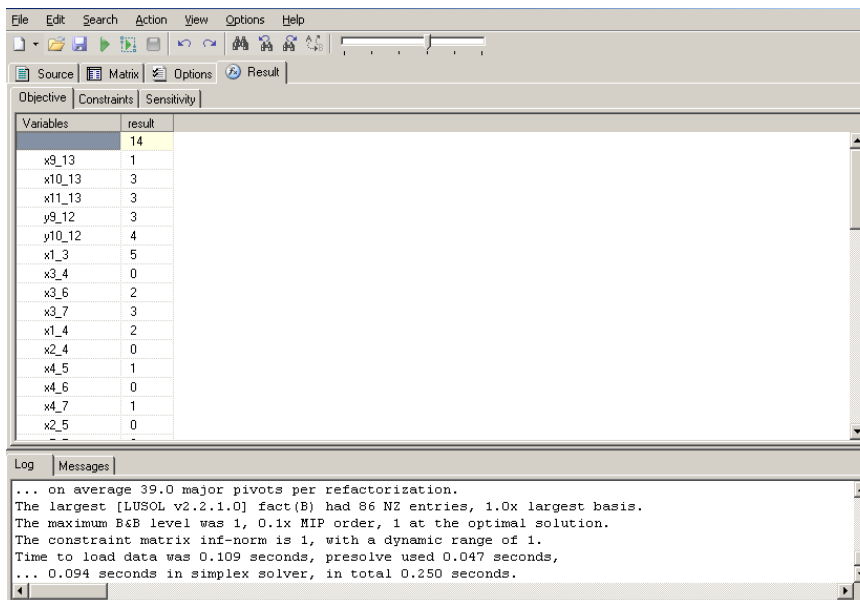 File Edit Search Action View Options Help
Source Matrix Options Result
Objective Constraints Sensitivity
Variables result
14
x9_13 1
x10_13 3
x11_13 3
y9_12 3
y10_12 4
x1_3 5
x3_4 0
x3_6 2
x3_7 3
x1_4 2
x2_4 0
x4_5 1
x4_6 0
x4_7 1
x2_5 0
Log Messages
... on average 39.0 major pivots per refactorization.
The largest [LUSOL v2.2.1.0] fact(B) had 86 NZ entries, 1.0x largest basis.
The maximum B&B level was 1, 0.1x MIP order, 1 at the optimal solution.
The constraint matrix inf-norm is 1, with a dynamic range of 1.
Time to load data was 0.109 seconds, presolve used 0.047 seconds,
... 0.094 seconds in simplex solver, in total 0.250 seconds.